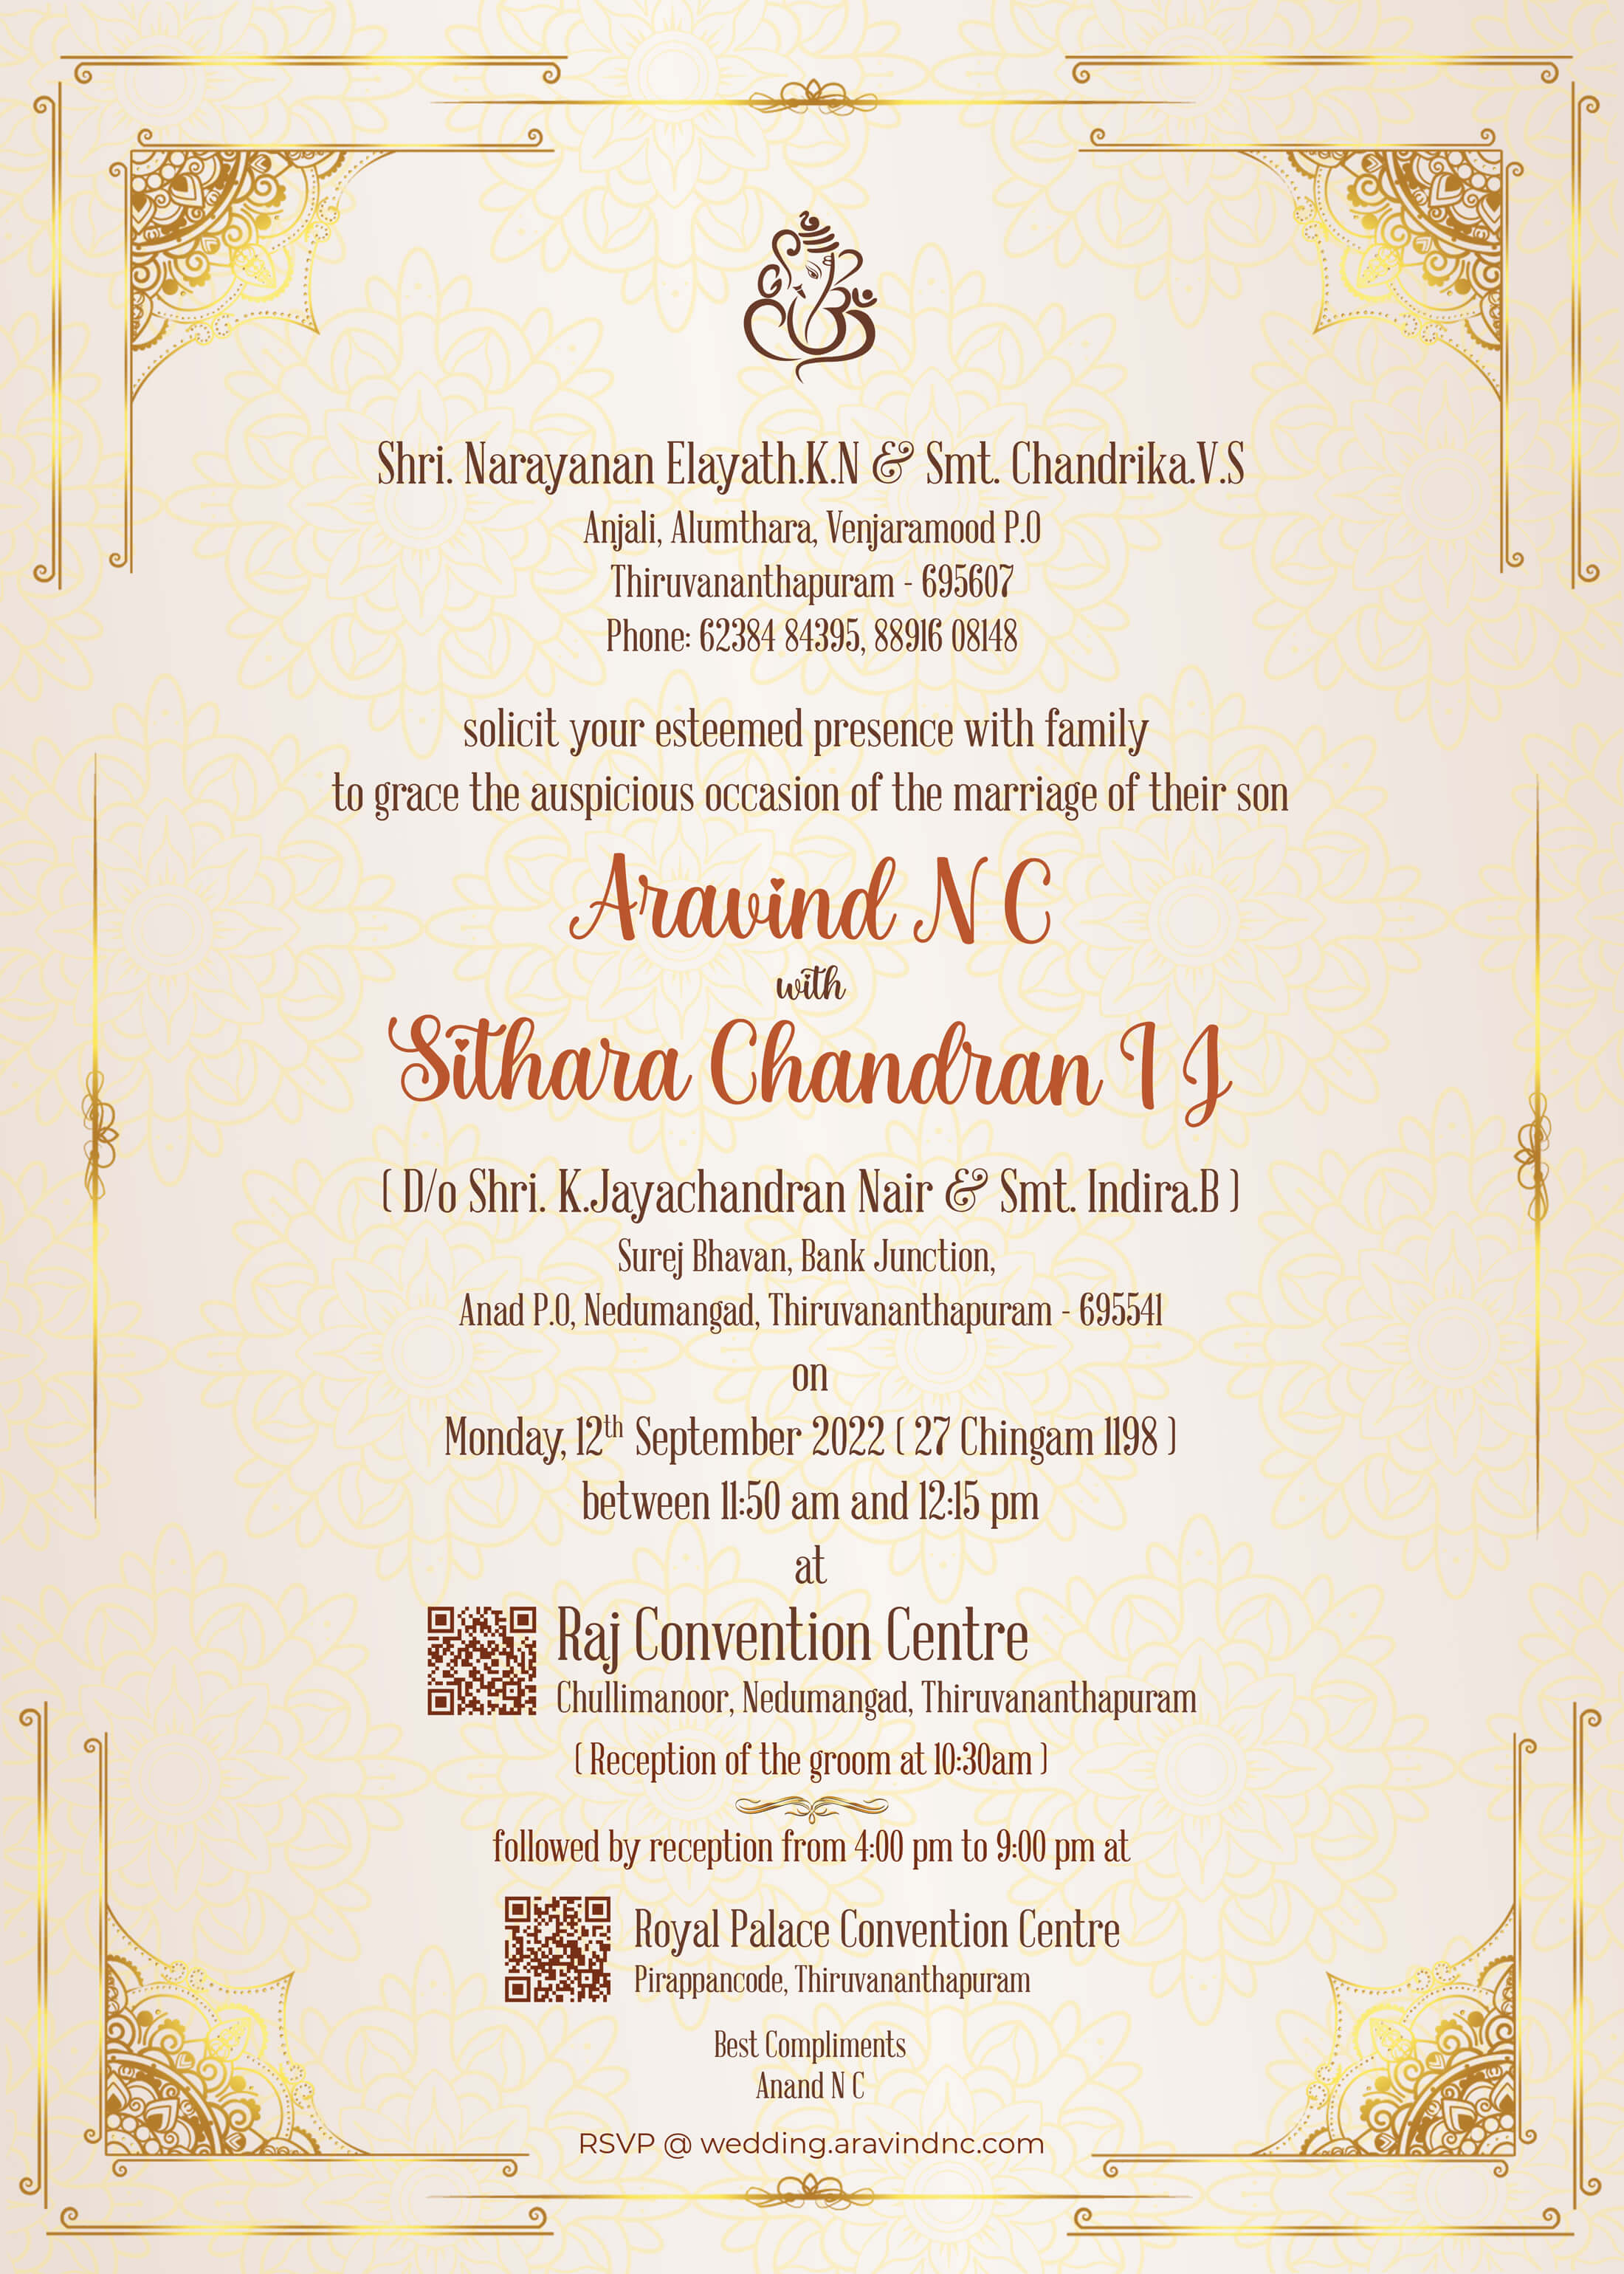 Shri. Narayanan Elayath.K.N & Smt. Chandrika.V.S
Anjali, Alumthara, Venjaramood P.O
Thiruvananthapuram - 695607
Phone: 62384 84395, 88916 08148
solicit your esteemed presence with family
to grace the auspicious occasion of the marriage of their son
Aravind N C
with
Sithara Chandran I J
( D/o Shri. K.Jayachandran Nair & Smt. Indira.B )
Surej Bhavan, Bank Junction,
Anad P.O, Nedumangad, Thiruvananthapuram - 695541
on
Monday, 12th September 2022 ( 27 Chingam 1198 )
between 11:50 am and 12:15 pm
at
Raj Convention Centre
Chullimanoor, Nedumangad, Thiruvananthapuram
( Reception of the groom at 10:30am )
followed by reception from 4:00 pm to 9:00 pm at
Royal Palace Convention Centre
Pirappancode, Thiruvananthapuram
Best Compliments
Anand N C
RSVP @ wedding.aravindnc.com